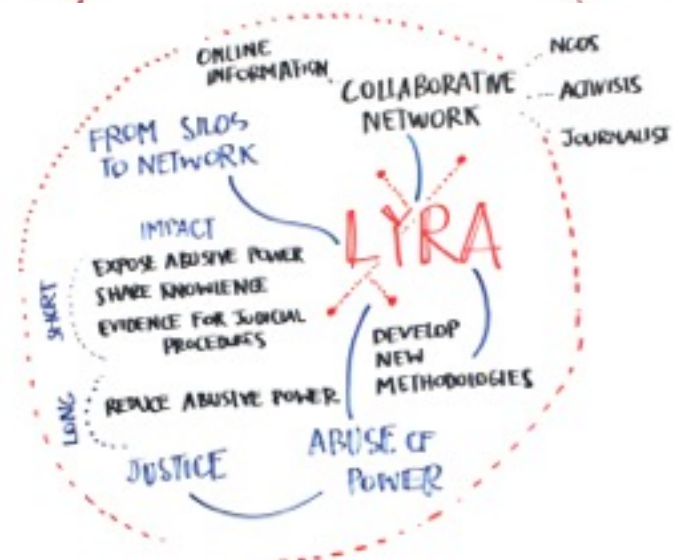 ONLINE
INFORMATION
COLLABORATIVE
NETWORK
NGOS
ACTIVISTS
JOURNALIST
FROM SILOS
TO NETWORK
LYRA
IMPACT
EXPOSE ABUSIVE POWER
SHARE KNOWLEDGE
EVIDENCE FOR JUDICIAL
PROCEDURES
SHORT
DEVELOP
NEW
METHODOLOGIES
REDUCE ABUSIVE POWER
LONG
JUSTICE
ABUSE OF
POWER